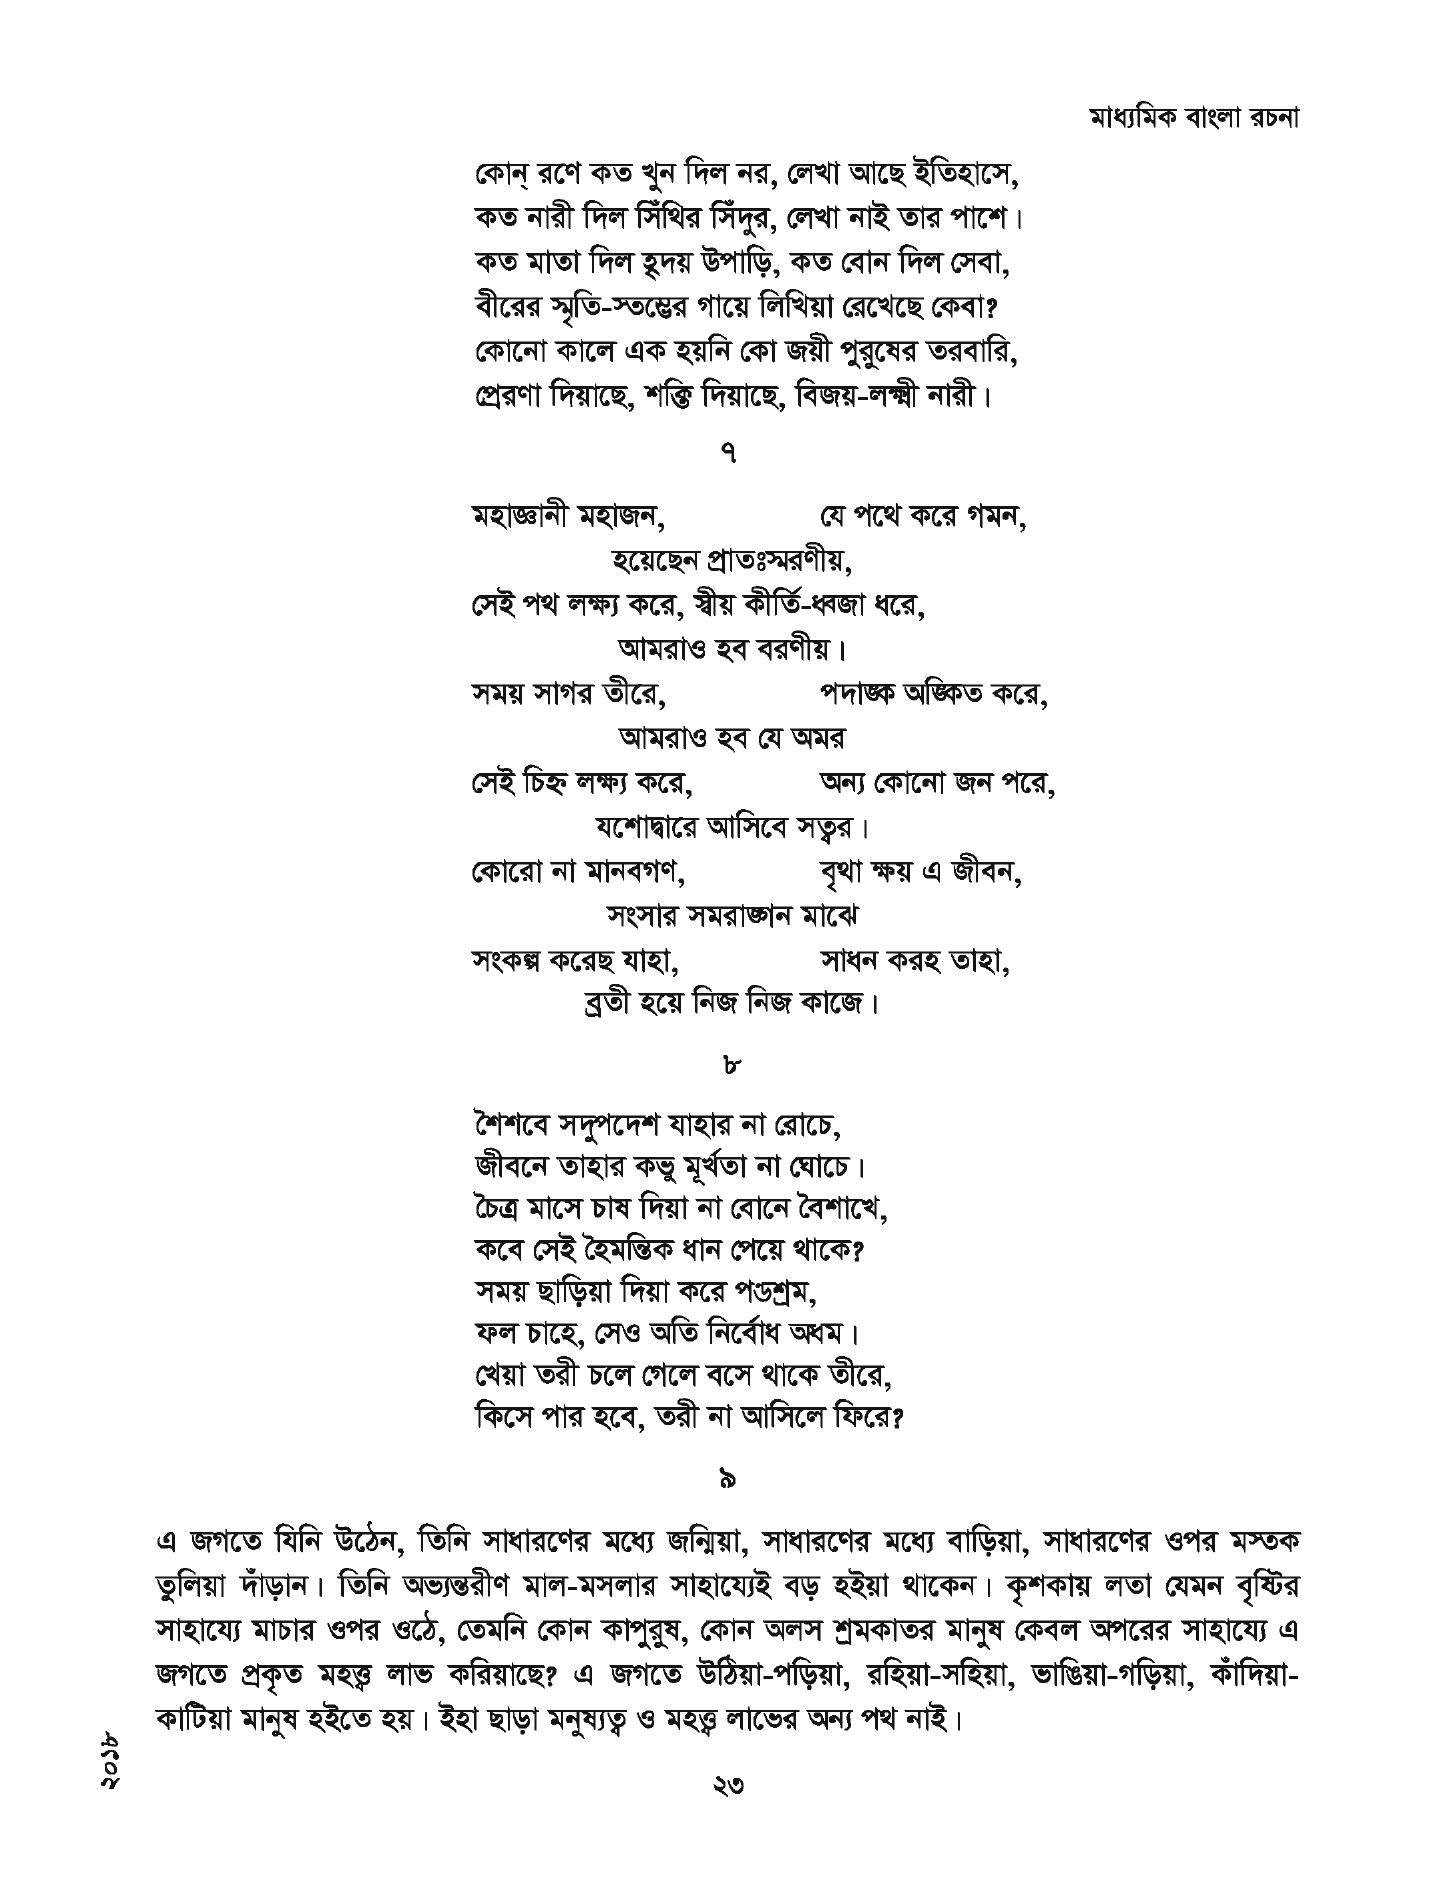 মাধ্যমিক বাংলা রচনা
কোন্ রণে কত খুন দিল নর, লেখা আছে ইতিহাসে,
কত নারী দিল সিঁথির সিঁদুর, লেখা নাই তার পাশে।
কত মাতা দিল হৃদয় উপাড়ি, কত বোন দিল সেবা,
বীরের স্মৃতি-স্তম্ভের গায়ে লিখিয়া রেখেছে কেবা?
কোনো কালে এক হয়নি কো জয়ী পুরুষের তরবারি,
প্রেরণা দিয়াছে, শক্তি দিয়াছে, বিজয়-লক্ষ্মী নারী।
৭
মহাজ্ঞানী মহাজন, যে পথে করে গমন,
হয়েছেন প্রাতঃস্মরণীয়,
সেই পথ লক্ষ্য করে, স্বীয় কীর্তি-ধ্বজা ধরে,
আমরাও হব বরণীয়।
সময় সাগর তীরে, পদাঙ্ক অঙ্কিত করে,
আমরাও হব যে অমর
সেই চিহ্ন লক্ষ্য করে, অন্য কোনো জন পরে,
যশোদ্বারে আসিবে সত্বর।
কোরো না মানবগণ, বৃথা ক্ষয় এ জীবন,
সংসার সমরাঙ্গান মাঝে
সংকল্প করেছ যাহা, সাধন করহ তাহা,
ব্রতী হয়ে নিজ নিজ কাজে।
৮
শৈশবে সদুপদেশ যাহার না রোচে,
জীবনে তাহার কভু মূর্খতা না ঘোচে।
চৈত্র মাসে চাষ দিয়া না বোনে বৈশাখে,
কবে সেই হৈমন্তিক ধান পেয়ে থাকে?
সময় ছাড়িয়া দিয়া করে পণ্ডশ্রম,
ফল চাহে, সেও অতি নির্বোধ অধম।
খেয়া তরী চলে গেলে বসে থাকে তীরে,
কিসে পার হবে, তরী না আসিলে ফিরে?
৯
এ জগতে যিনি উঠেন, তিনি সাধারণের মধ্যে জন্মিয়া, সাধারণের মধ্যে বাড়িয়া, সাধারণের ওপর মস্তক
তুলিয়া দাঁড়ান। তিনি অভ্যন্তরীণ মাল-মসলার সাহায্যেই বড় হইয়া থাকেন। কৃশকায় লতা যেমন বৃষ্টির
সাহায্যে মাচার ওপর ওঠে, তেমনি কোন কাপুরুষ, কোন অলস শ্রমকাতর মানুষ কেবল অপরের সাহায্যে এ
জগতে প্রকৃত মহত্ত্ব লাভ করিয়াছে? এ জগতে উঠিয়া-পড়িয়া, রহিয়া-সহিয়া, ভাঙিয়া-গড়িয়া, কাঁদিয়া-
কাটিয়া মানুষ হইতে হয়। ইহা ছাড়া মনুষ্যত্ব ও মহত্ত্ব লাভের অন্য পথ নাই।
২০১৮
২৩